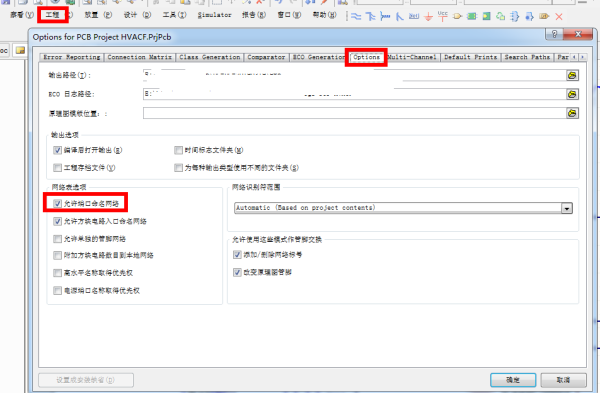 察看(V) 工程(C) 放置(P) 设计(D) 工具(T) Simulator 报告(R) 窗口(W) 帮助(H)
Options for PCB Project HVACF.PrjPcb
Error Reporting Connection Matrix Class Generation Comparator ECO Generation Options Multi-Channel Default Prints Search Paths Par
输出路径(T):
ECO 日志路径:
原理图模板位置: :
输出选项
编译后打开输出(E)
时间标志文件夹(M)
工程存档文件(V)
为每种输出类型使用不同的文件夹(S)
网络表选项
允许端口命名网络
允许方块电路入口命名网络
允许单独的管脚网络
附加方块电路数目到本地网络
高水平名称取得优先权
电源端口名称取得优先权
网络识别符范围
Automatic (Based on project contents)
允许使用这些模式作管脚交换
添加/删除网络标号
改变原理图管脚
设置成安装缺省(D)
确定
取消